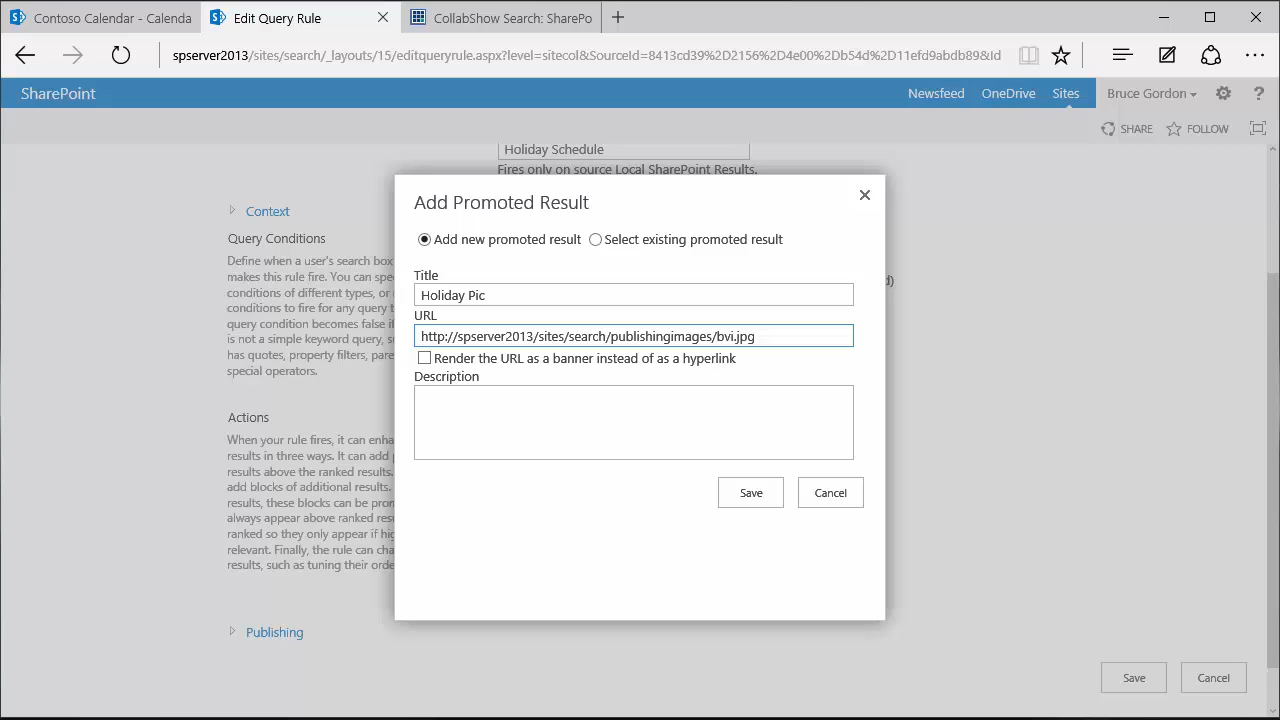 Contoso Calendar - Calenda
Edit Query Rule
CollabShow Search: SharePo
spserver2013/sites/search/_layouts/15/editqueryrule.aspx?level=sitecol&SourceId=8413cd39%2D2156%2D4e00%2Db54d%2D11efd9abdb89&Id
SharePoint
Newsfeed OneDrive Sites Bruce Gordon ?
SHARE FOLLOW
Holiday Schedule
Fires only on source Local SharePoint Results.
Add Promoted Result
Add new promoted result Select existing promoted result
Title
Holiday Pic
URL
http://spserver2013/sites/search/publishingimages/bvi.jpg
Render the URL as a banner instead of as a hyperlink
Description
Save Cancel
Context
Query Conditions
Define when a user's search box
makes this rule fire. You can spe
conditions of different types, or
conditions to fire for any query t
query condition becomes false i
is not a simple keyword query, s
has quotes, property filters, pare
special operators.
Actions
When your rule fires, it can enha
results in three ways. It can add
results above the ranked results.
add blocks of additional results.
results, these blocks can be pron
always appear above ranked resu
ranked so they only appear if hig
relevant. Finally, the rule can cha
results, such as tuning their orde
Publishing
Save Cancel